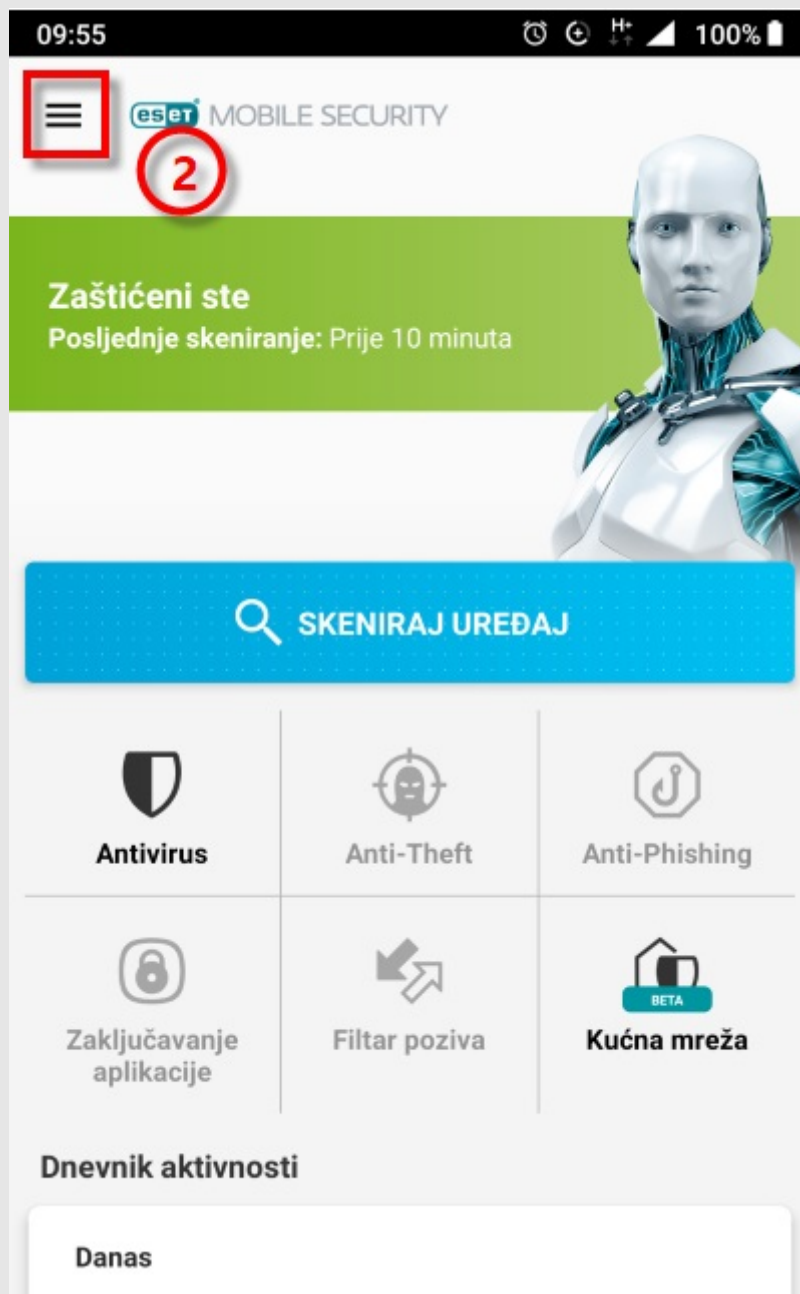 09:55
H+
100%
eset MOBILE SECURITY
2
Zaštićeni ste
Posljednje skeniranje: Prije 10 minuta
SKENIRAJ UREĐAJ
Antivirus
Anti-Theft
Anti-Phishing
BETA
Zaključavanje
aplikacije
Filtar poziva
Kućna mreža
Dnevnik aktivnosti
Danas